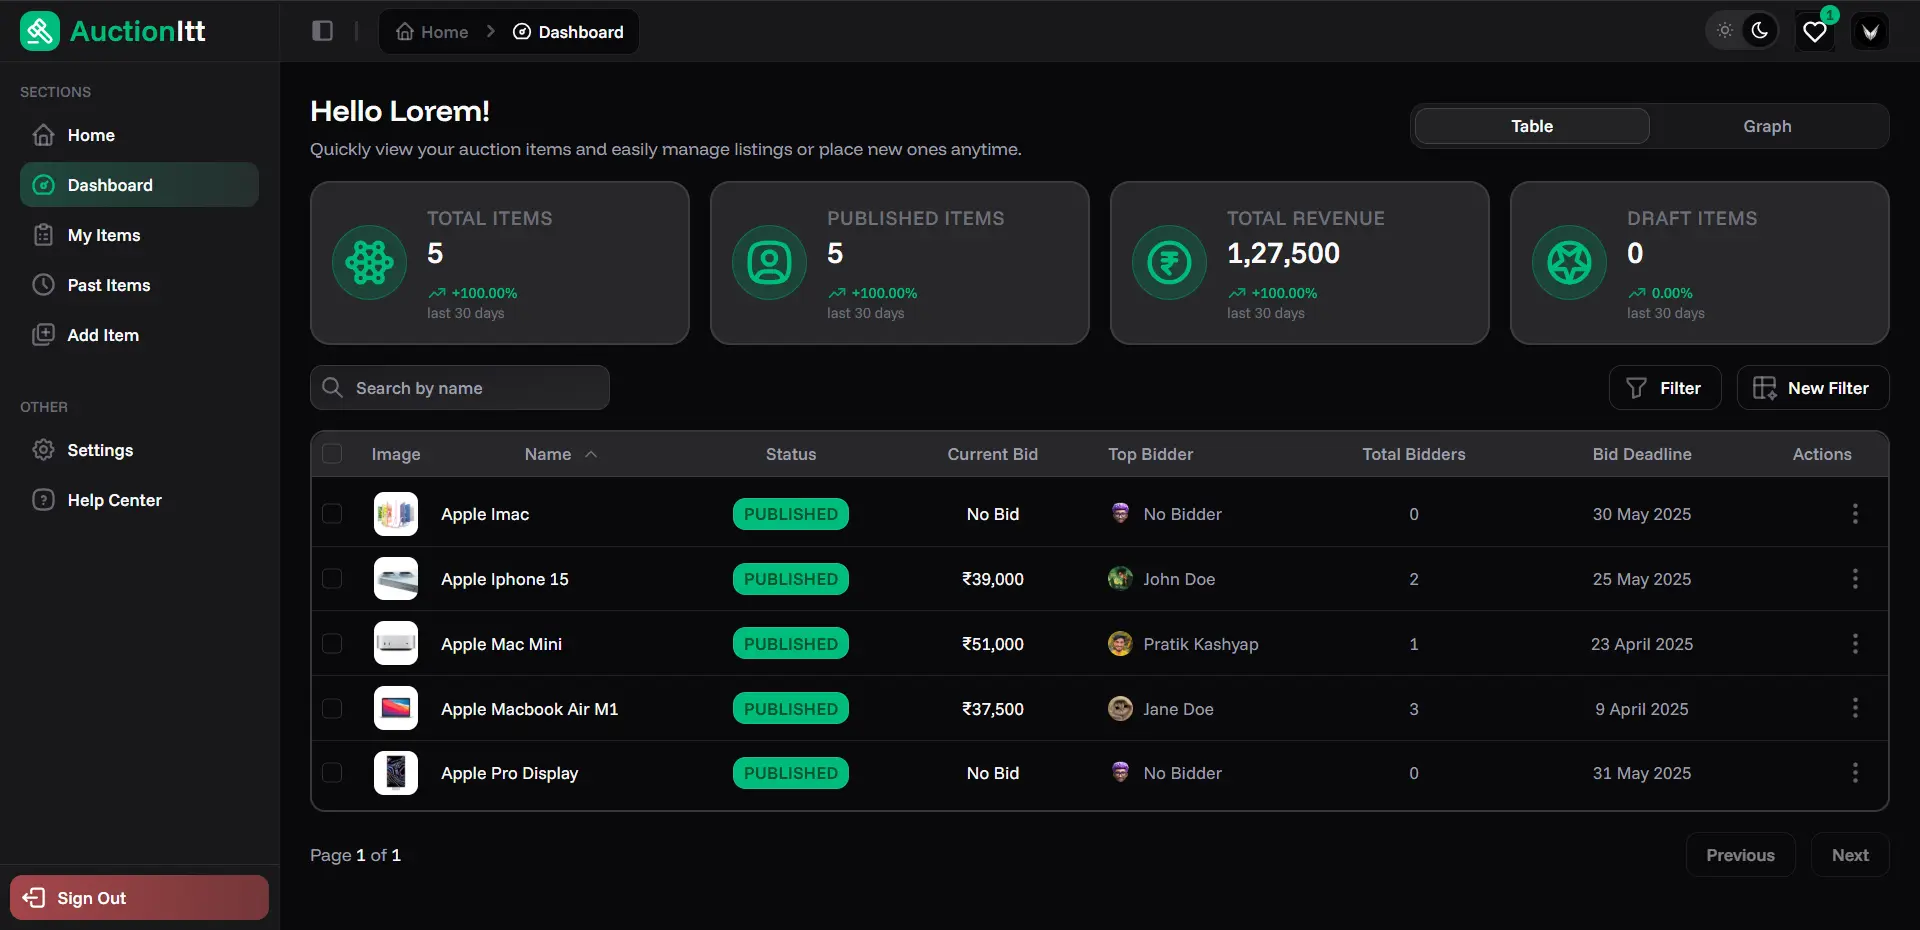 AuctionItt
Home > Dashboard
1
SECTIONS
Home
Dashboard
My Items
Past Items
Add Item
OTHER
Settings
Help Center
Sign Out
Hello Lorem!
Quickly view your auction items and easily manage listings or place new ones anytime.
Table Graph
TOTAL ITEMS
5
+100.00%
last 30 days
PUBLISHED ITEMS
5
+100.00%
last 30 days
TOTAL REVENUE
1,27,500
+100.00%
last 30 days
DRAFT ITEMS
0
0.00%
last 30 days
Search by name
Filter New Filter
Image Name Status Current Bid Top Bidder Total Bidders Bid Deadline Actions
Apple Imac PUBLISHED No Bid No Bidder 0 30 May 2025
Apple Iphone 15 PUBLISHED ₹39,000 John Doe 2 25 May 2025
Apple Mac Mini PUBLISHED ₹51,000 Pratik Kashyap 1 23 April 2025
Apple Macbook Air M1 PUBLISHED ₹37,500 Jane Doe 3 9 April 2025
Apple Pro Display PUBLISHED No Bid No Bidder 0 31 May 2025
Page 1 of 1
Previous Next